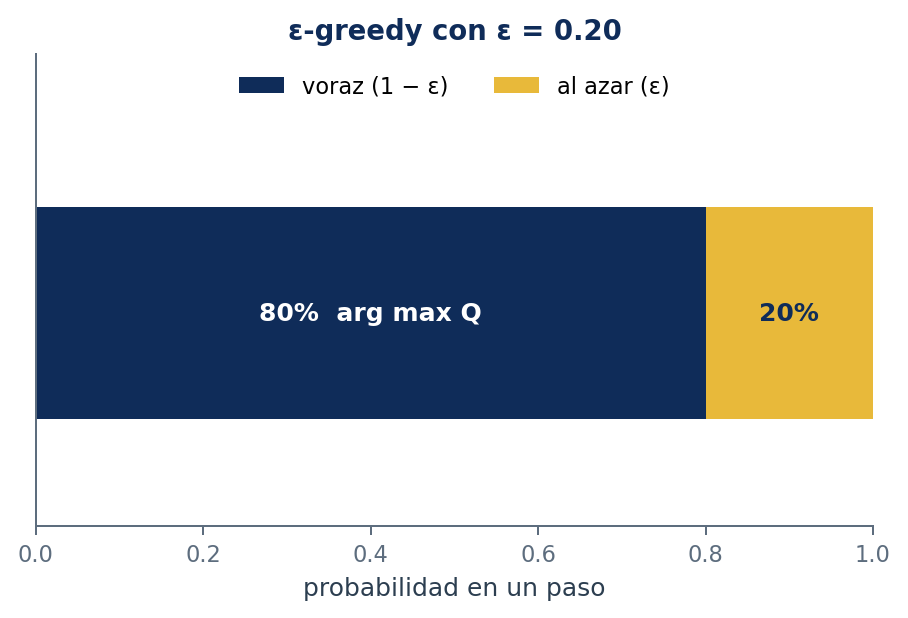 ε-greedy con ε = 0.20
voraz (1 − ε)
al azar (ε)
80%  arg max Q
20%
0.0 0.2 0.4 0.6 0.8 1.0
probabilidad en un paso